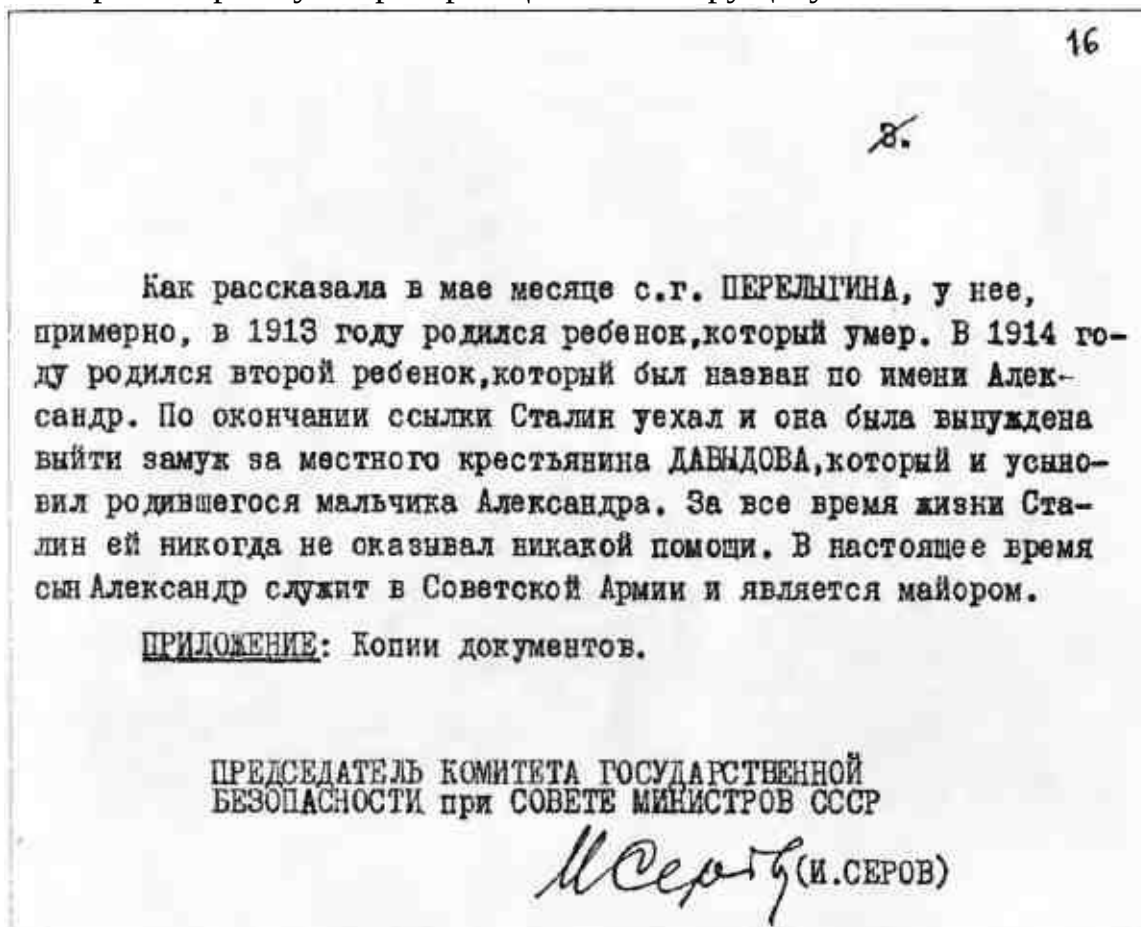 16
3.
Как рассказала в мае месяце с.г. ПЕРЕЛЫГИНА, у нее,
примерно, в 1913 году родился ребенок,который умер. В 1914 го-
ду родился второй ребенок,который был назван по имени Алек-
сандр. По окончании ссылки Сталин уехал и она была вынуждена
выйти замуж за местного крестьянина ДАВЫДОВА,который и усыно-
вил родившегося мальчика Александра. За все время жизни Ста-
лин ей никогда не оказывал никакой помощи. В настоящее время
сын Александр служит в Советской Армии и является майором.
ПРИЛОЖЕНИЕ: Копии документов.
ПРЕДСЕДАТЕЛЬ КОМИТЕТА ГОСУДАРСТВЕННОЙ
БЕЗОПАСНОСТИ при СОВЕТЕ МИНИСТРОВ СССР
ИСеров (И.СЕРОВ)